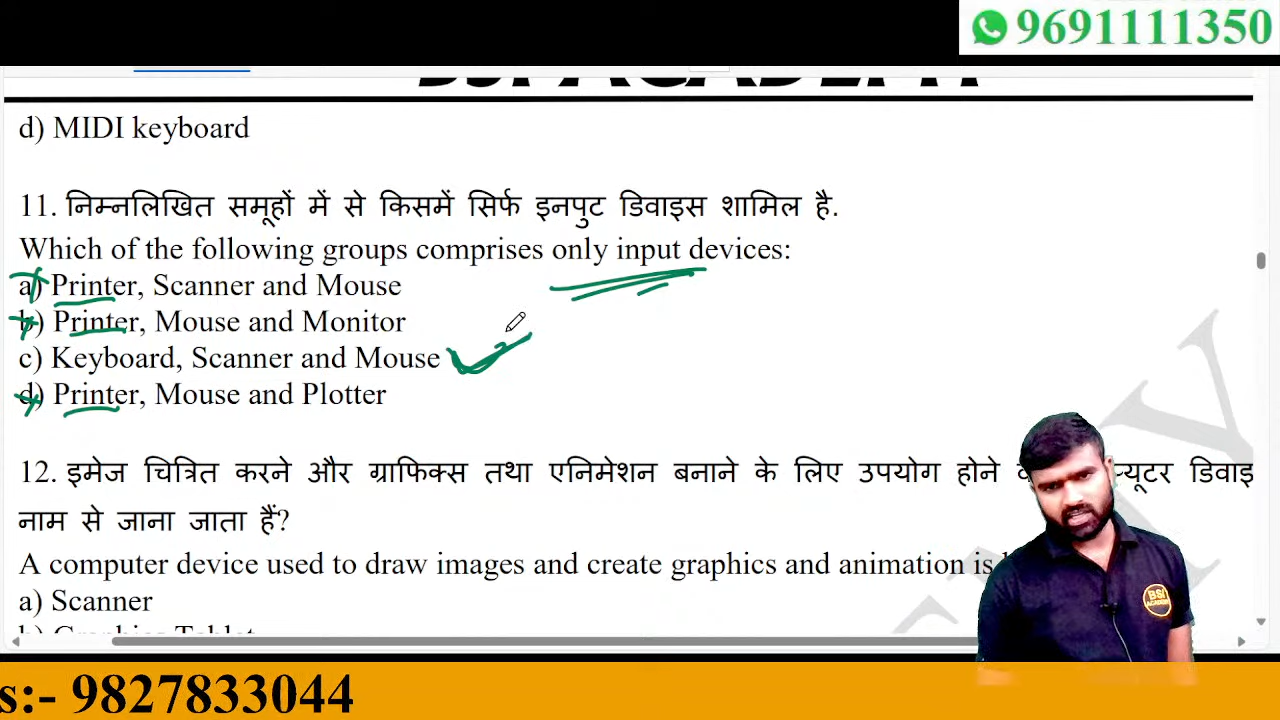 9691111350
d) MIDI keyboard
11. निम्नलिखित समूहों में से किसमें सिर्फ इनपुट डिवाइस शामिल है.
Which of the following groups comprises only input devices:
a) Printer, Scanner and Mouse
b) Printer, Mouse and Monitor
c) Keyboard, Scanner and Mouse
d) Printer, Mouse and Plotter
12. इमेज चित्रित करने और ग्राफिक्स तथा एनिमेशन बनाने के लिए उपयोग होने
नाम से जाना जाता हैं?
A computer device used to draw images and create graphics and animation is
a) Scanner
BSI ACADEMY
s:- 9827833044